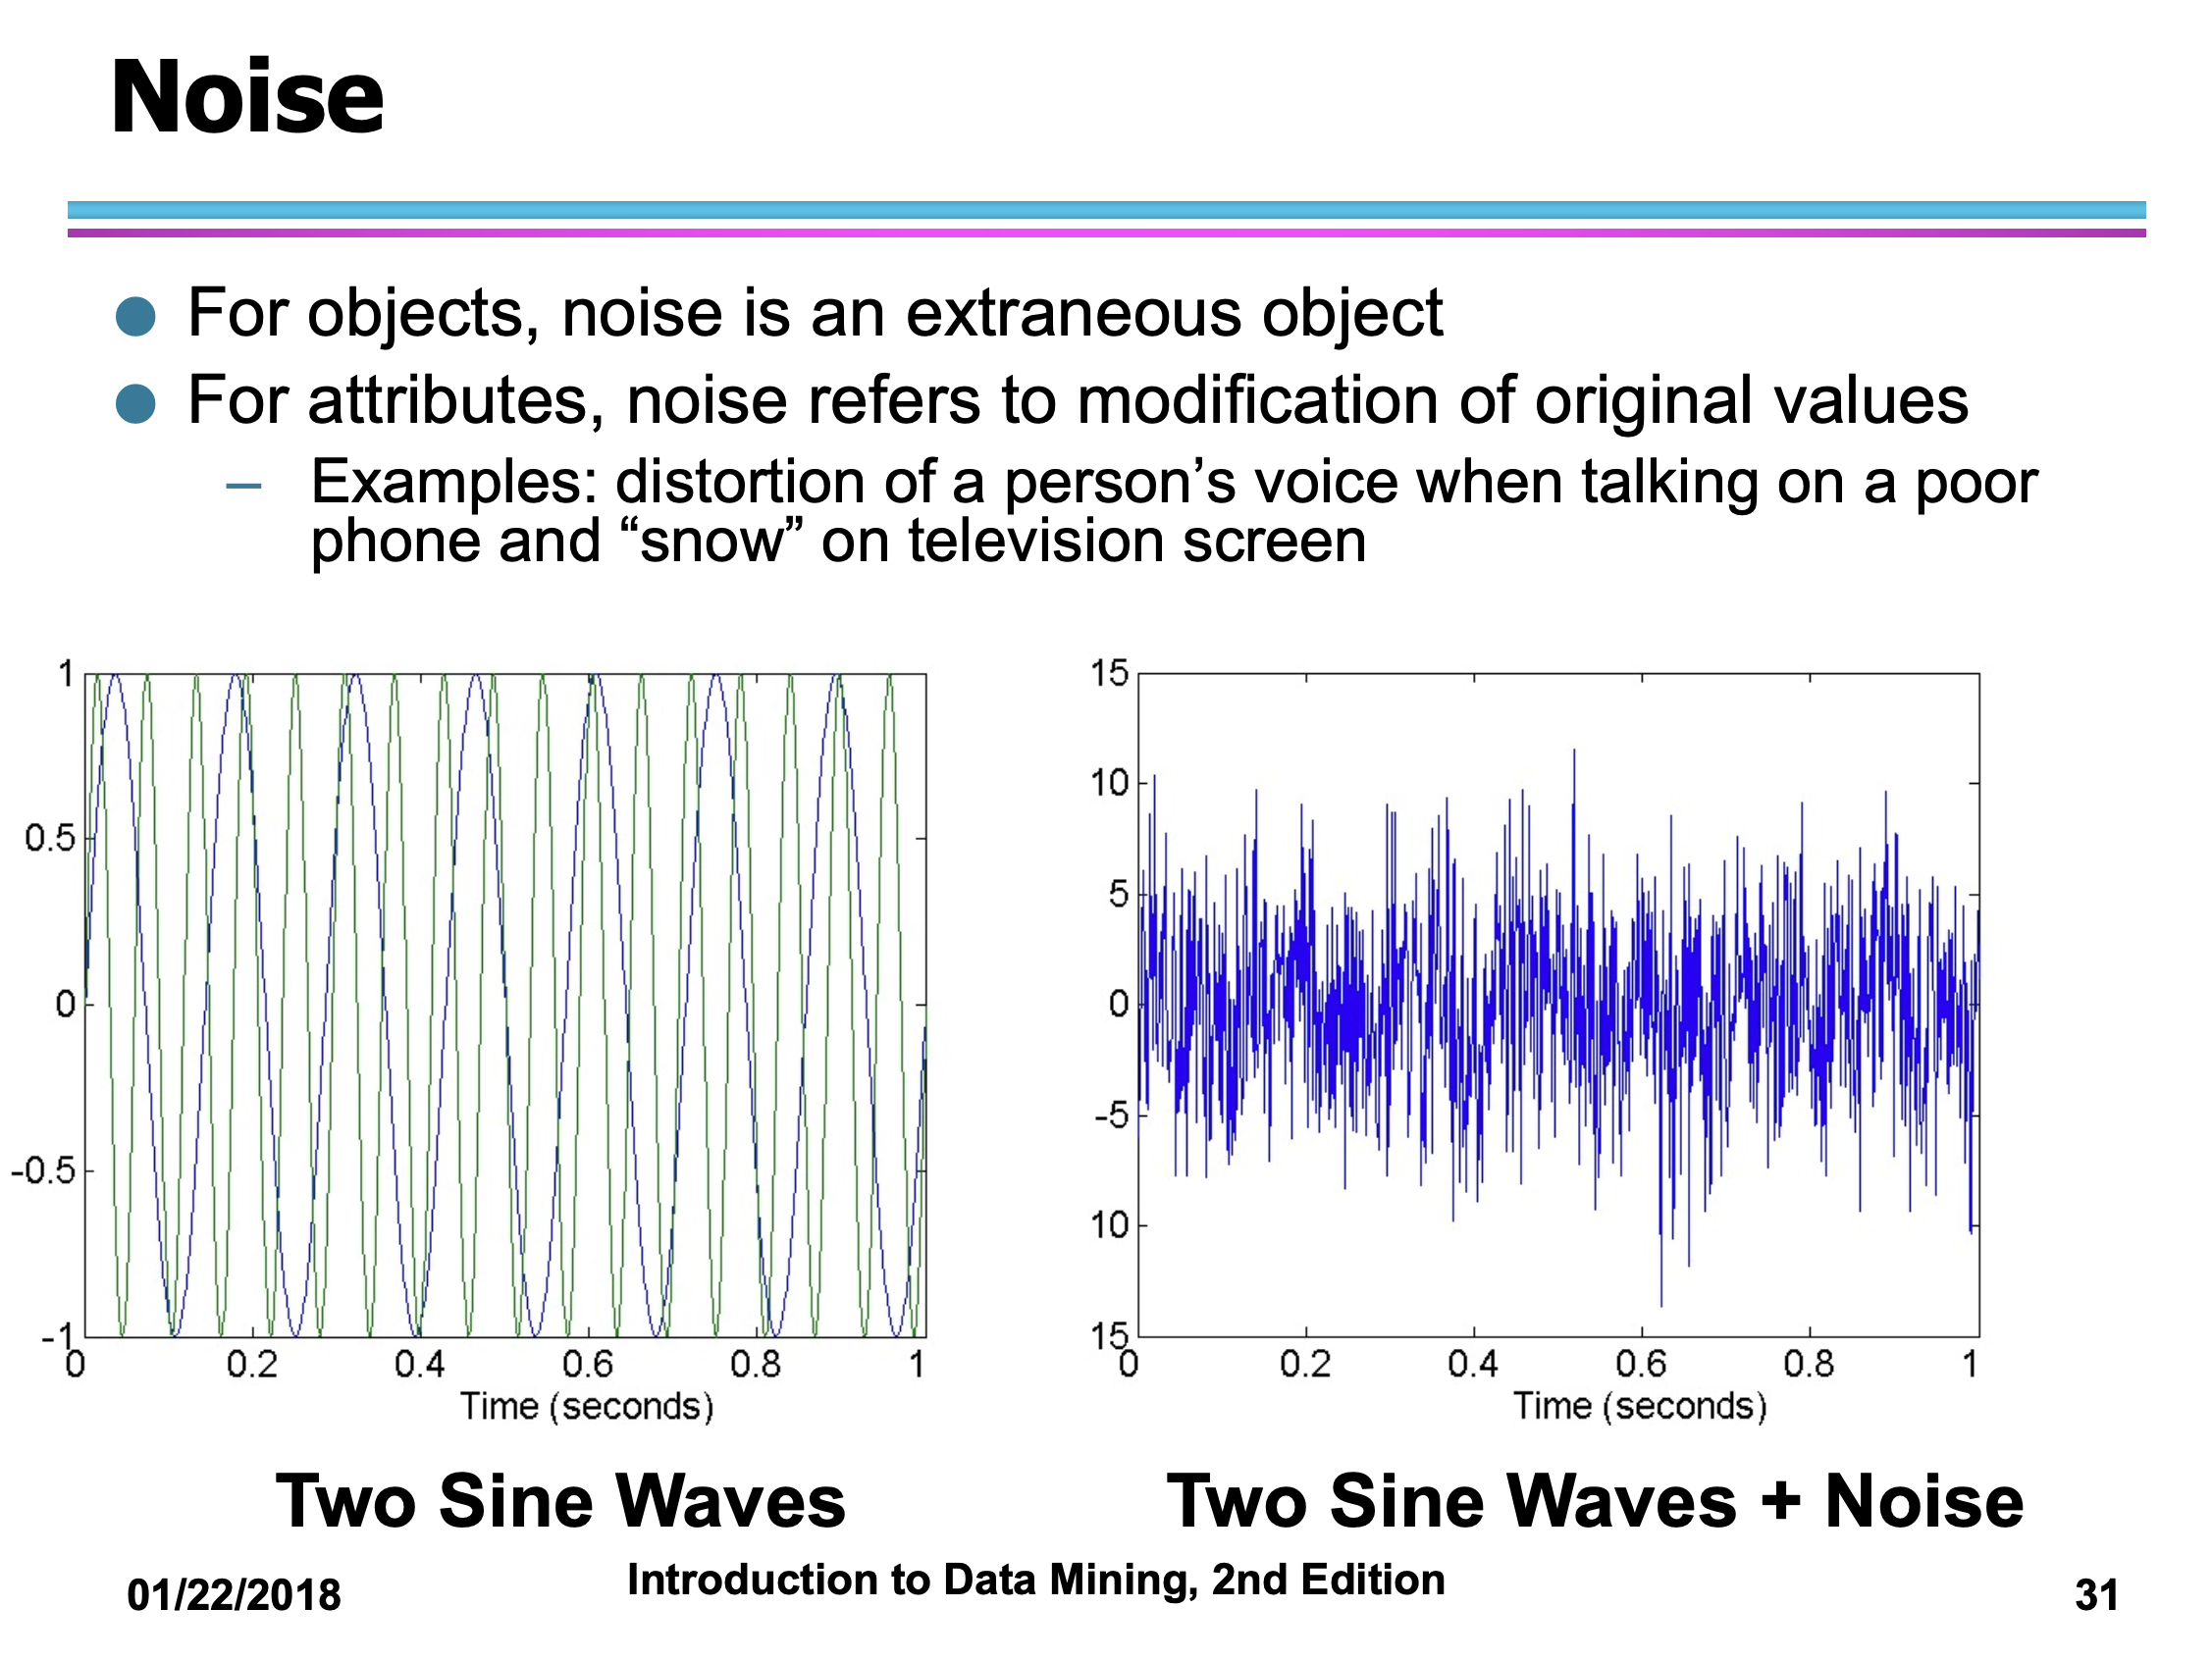 Noise
● For objects, noise is an extraneous object
● For attributes, noise refers to modification of original values
– Examples: distortion of a person’s voice when talking on a poor
phone and “snow” on television screen
1
0.5
0
-0.5
-1
0 0.2 0.4 0.6 0.8 1
Time (seconds)
Two Sine Waves
15
10
5
0
-5
10
15
0 0.2 0.4 0.6 0.8 1
Time (seconds)
Two Sine Waves + Noise
01/22/2018
Introduction to Data Mining, 2nd Edition
31